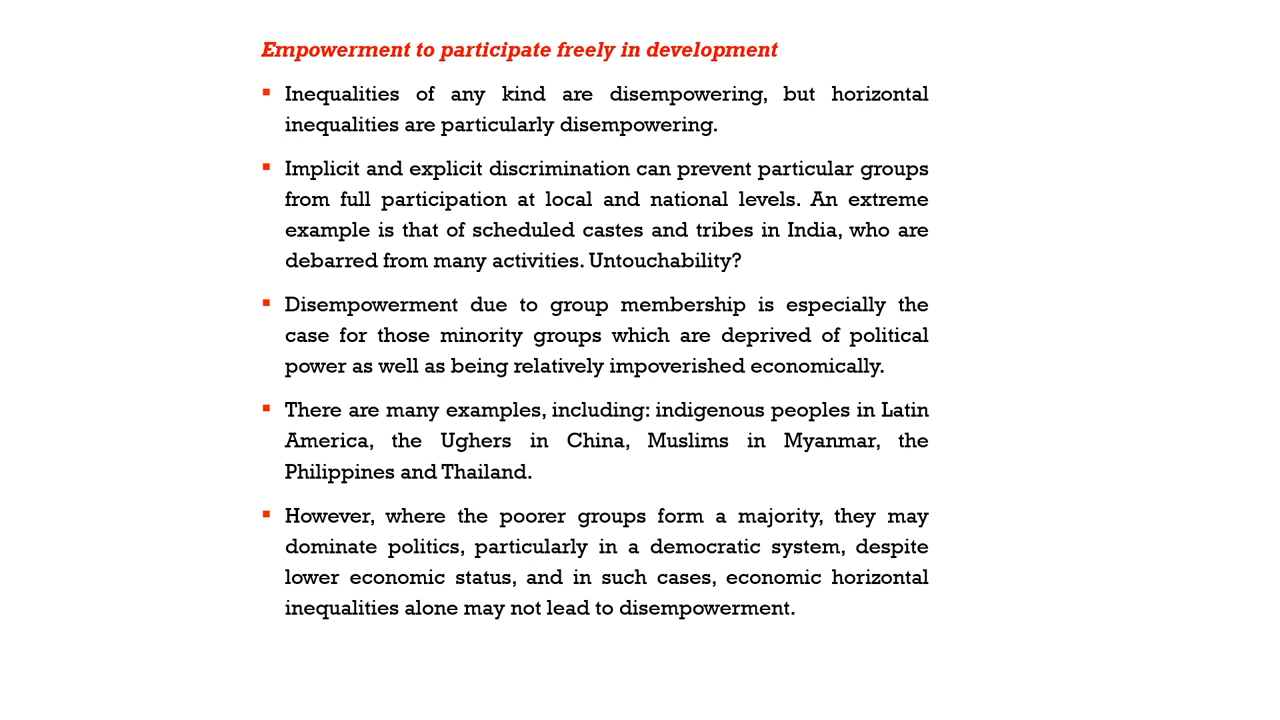 Empowerment to participate freely in development
▪ Inequalities of any kind are disempowering, but horizontal
inequalities are particularly disempowering.
▪ Implicit and explicit discrimination can prevent particular groups
from full participation at local and national levels. An extreme
example is that of scheduled castes and tribes in India, who are
debarred from many activities. Untouchability?
▪ Disempowerment due to group membership is especially the
case for those minority groups which are deprived of political
power as well as being relatively impoverished economically.
▪ There are many examples, including: indigenous peoples in Latin
America, the Ughers in China, Muslims in Myanmar, the
Philippines and Thailand.
▪ However, where the poorer groups form a majority, they may
dominate politics, particularly in a democratic system, despite
lower economic status, and in such cases, economic horizontal
inequalities alone may not lead to disempowerment.